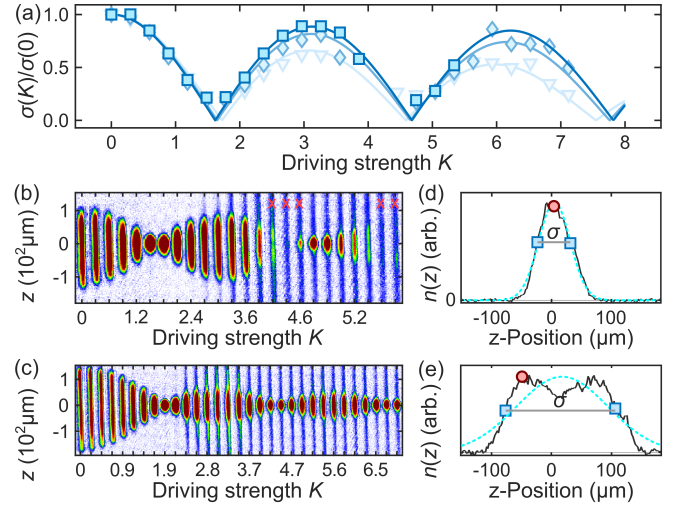 (a)
1.0
0.5
0.0
σ(K)/σ(0)
0 1 2 3 4 5 6 7 8
Driving strength K
(b)
1
0
-1
z (10²μm)
x x x x x
0 1.2 2.4 3.6 4.6 5.2
Driving strength K
(d)
n(z) (arb.)
0
σ
-100 0 100
z-Position (μm)
(c)
1
0
-1
z (10²μm)
0 0.9 1.9 2.8 3.7 4.7 5.6 6.5
Driving strength K
(e)
n(z) (arb.)
σ
-100 0 100
z-Position (μm)